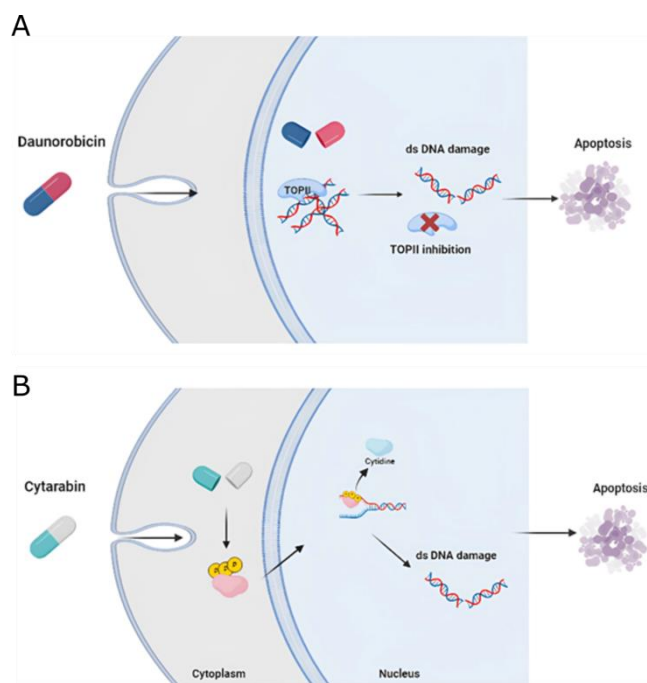 A
Daunorobicin
TOPII
ds DNA damage
TOPII inhibition
Apoptosis
B
Cytarabin
P P P
Cytidine
ds DNA damage
Apoptosis
Cytoplasm
Nucleus